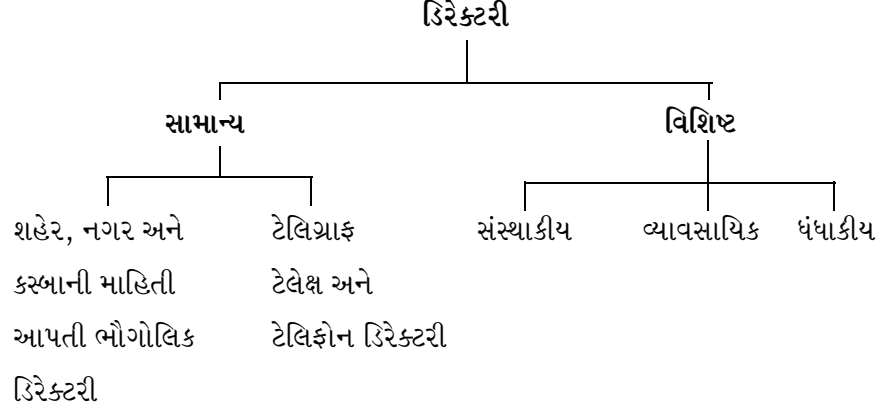 ડિરેક્ટરી
સામાન્ય વિશિષ્ટ
શહેર, નગર અને ટેલિગ્રાફ સંસ્થાકીય વ્યાવસાયિક ધંધાકીય
કસ્બાની માહિતી ટેલેક્ષ અને
આપતી ભૌગોલિક ટેલિફોન ડિરેક્ટરી
ડિરેક્ટરી